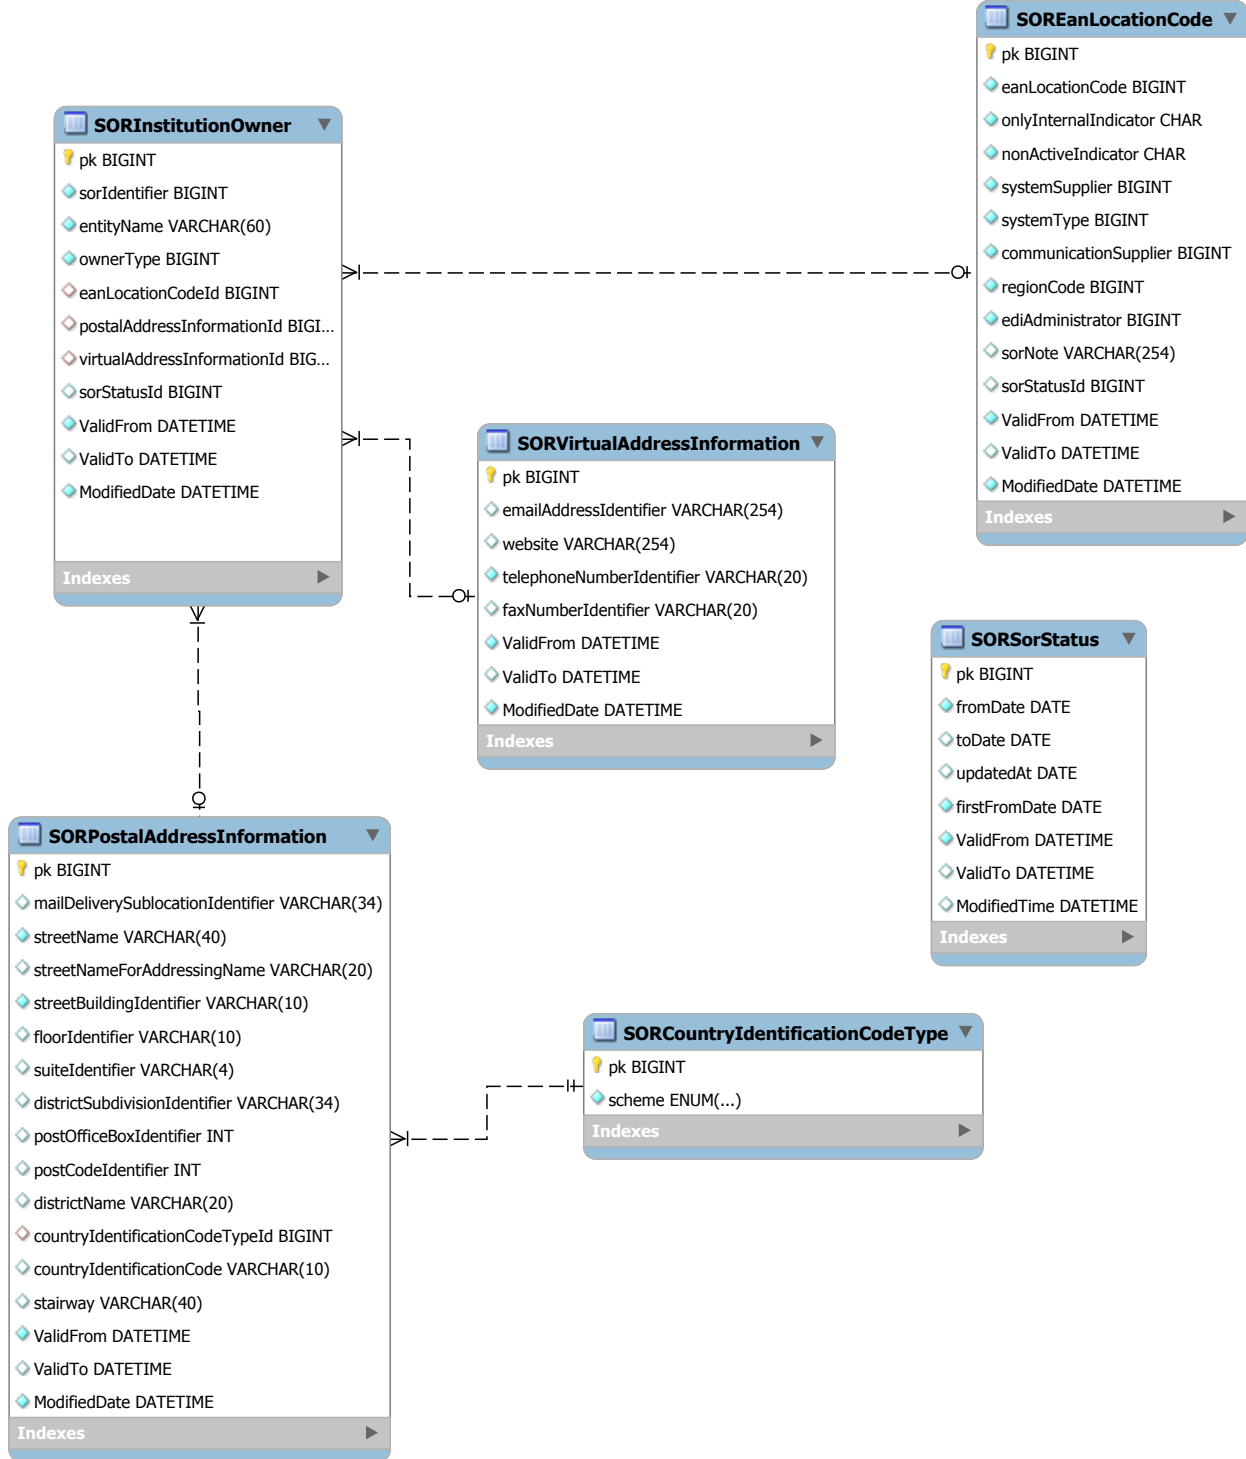 SOREanLocationCode
pk BIGINT
eanLocationCode BIGINT
onlyInternalIndicator CHAR
nonActiveIndicator CHAR
systemSupplier BIGINT
systemType BIGINT
communicationSupplier BIGINT
regionCode BIGINT
ediAdministrator BIGINT
sorNote VARCHAR(254)
sorStatusId BIGINT
ValidFrom DATETIME
ValidTo DATETIME
ModifiedDate DATETIME
Indexes
SORInstitutionOwner
pk BIGINT
sorIdentifier BIGINT
entityName VARCHAR(60)
ownerType BIGINT
eanLocationCodeId BIGINT
postalAddressInformationId BIGI...
virtualAddressInformationId BIG...
sorStatusId BIGINT
ValidFrom DATETIME
ValidTo DATETIME
ModifiedDate DATETIME
Indexes
SORVirtualAddressInformation
pk BIGINT
emailAddressIdentifier VARCHAR(254)
website VARCHAR(254)
telephoneNumberIdentifier VARCHAR(20)
faxNumberIdentifier VARCHAR(20)
ValidFrom DATETIME
ValidTo DATETIME
ModifiedDate DATETIME
Indexes
SORSorStatus
pk BIGINT
fromDate DATE
toDate DATE
updatedAt DATE
firstFromDate DATE
ValidFrom DATETIME
ValidTo DATETIME
ModifiedTime DATETIME
Indexes
SORPostalAddressInformation
pk BIGINT
mailDeliverySublocationIdentifier VARCHAR(34)
streetName VARCHAR(40)
streetNameForAddressingName VARCHAR(20)
streetBuildingIdentifier VARCHAR(10)
floorIdentifier VARCHAR(10)
suiteIdentifier VARCHAR(4)
districtSubdivisionIdentifier VARCHAR(34)
postOfficeBoxIdentifier INT
postCodeIdentifier INT
districtName VARCHAR(20)
countryIdentificationCodeTypeId BIGINT
countryIdentificationCode VARCHAR(10)
stairway VARCHAR(40)
ValidFrom DATETIME
ValidTo DATETIME
ModifiedDate DATETIME
Indexes
SORCountryIdentificationCodeType
pk BIGINT
scheme ENUM(...)
Indexes